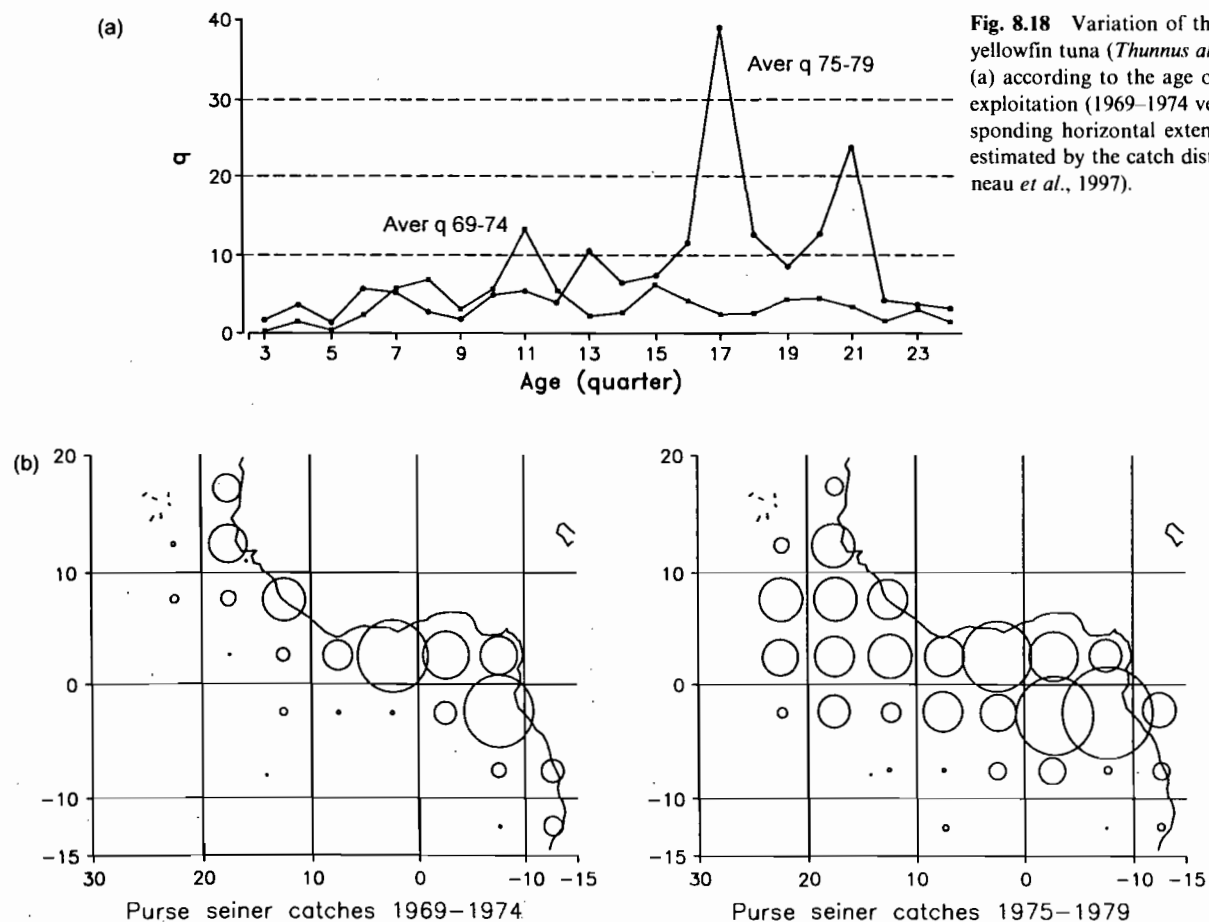 (a)
40
30
20
10
0
q
Aver q 75-79
Aver q 69-74
3 5 7 9 11 13 15 17 19 21 23
Age (quarter)
Fig. 8.18 Variation of th
yellowfin tuna (Thunnus al
(a) according to the age o
exploitation (1969–1974 ve
sponding horizontal exten
estimated by the catch dist
neau et al., 1997).
(b)
20
10
0
-10
-15
30 20 10 0 -10 -15
Purse seiner catches 1969-1974
20
10
0
-10
-15
30 20 10 0 -10 -15
Purse seiner catches 1975-1979